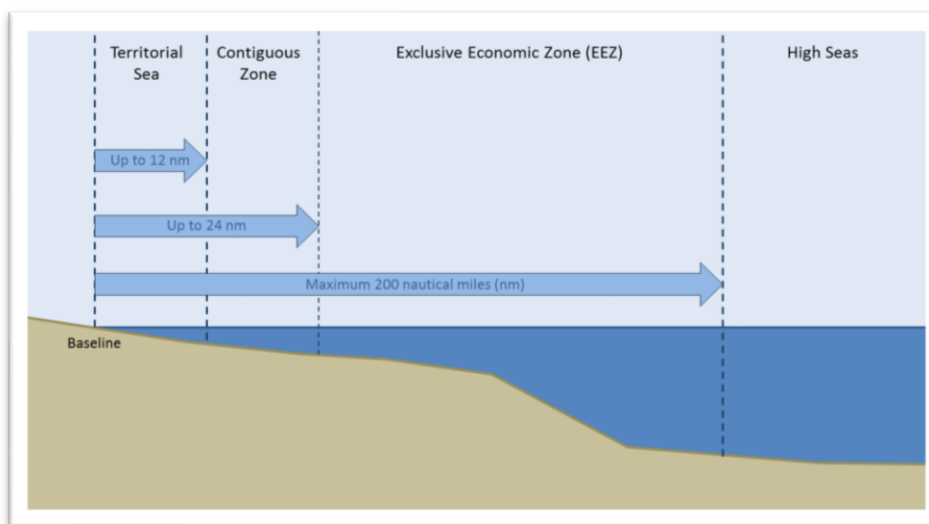 Territorial
Sea
Contiguous
Zone
Exclusive Economic Zone (EEZ)
High Seas
Up to 12 nm
Up to 24 nm
Maximum 200 nautical miles (nm)
Baseline